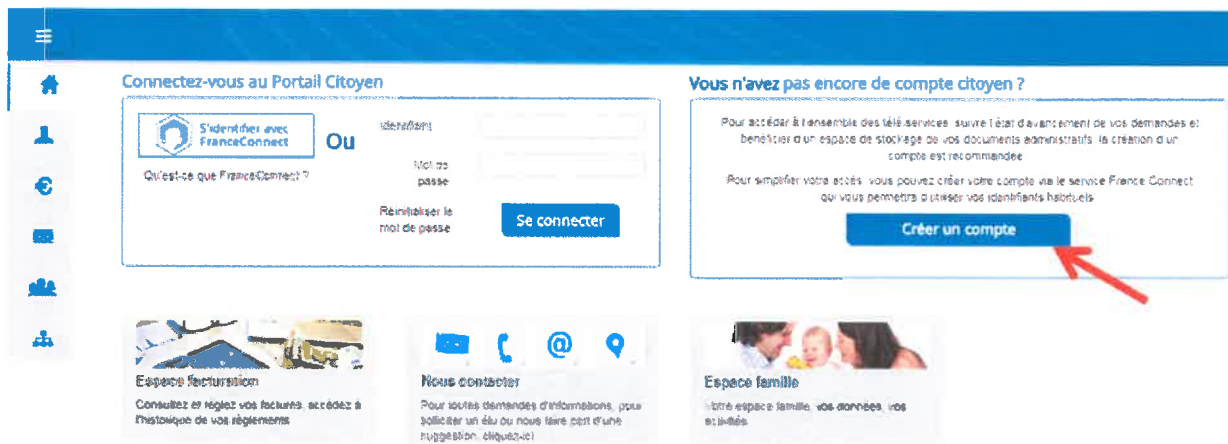 Connectez-vous au Portail Citoyen
S'identifier avec
FranceConnect
Ou
Qu'est-ce que FranceConnect ?
Identifiant
Mot de
passe
Réinitialiser le
mot de passe
Se connecter
Vous n'avez pas encore de compte citoyen ?
Pour accéder à l'ensemble des télé-services, suivre l'état d'avancement de vos demandes et
bénéficier d'un espace de stockage de vos documents administratifs, la création d'un
compte est recommandée
Pour simplifier votre accès, vous pouvez créer votre compte via le service France Connect
qui vous permettra d'utiliser vos identifiants habituels
Créer un compte
Espace facturation
Consultez et réglez vos factures, accédez à
l'historique de vos règlements
Nous contacter
Pour toutes demandes d'informations, pour
solliciter un élu ou nous faire part d'une
suggestion, cliquez-ici
Espace famille
Votre espace famille, vos données, vos
activités